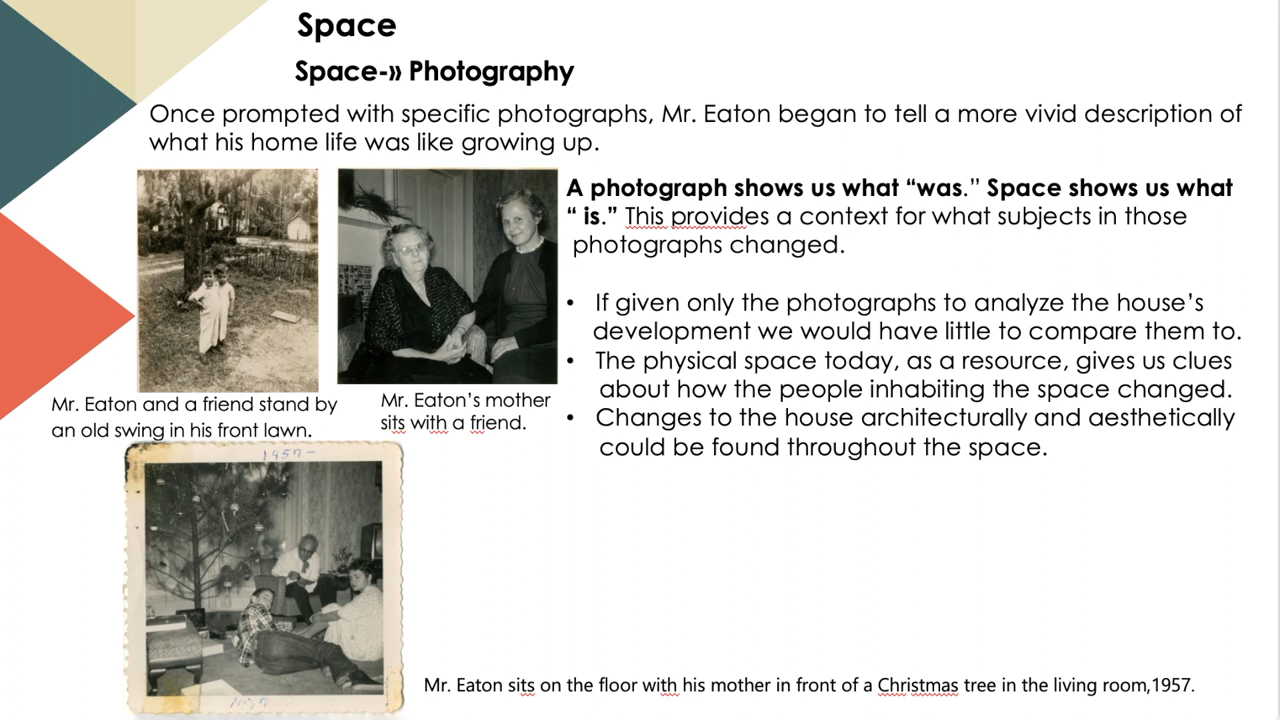 Space
Space-» Photography
Once prompted with specific photographs, Mr. Eaton began to tell a more vivid description of
what his home life was like growing up.
A photograph shows us what “was.” Space shows us what
“ is.” This provides a context for what subjects in those
photographs changed.
• If given only the photographs to analyze the house’s
development we would have little to compare them to.
• The physical space today, as a resource, gives us clues
about how the people inhabiting the space changed.
• Changes to the house architecturally and aesthetically
could be found throughout the space.
Mr. Eaton and a friend stand by
an old swing in his front lawn.
Mr. Eaton’s mother
sits with a friend.
1957-
1957
Mr. Eaton sits on the floor with his mother in front of a Christmas tree in the living room,1957.